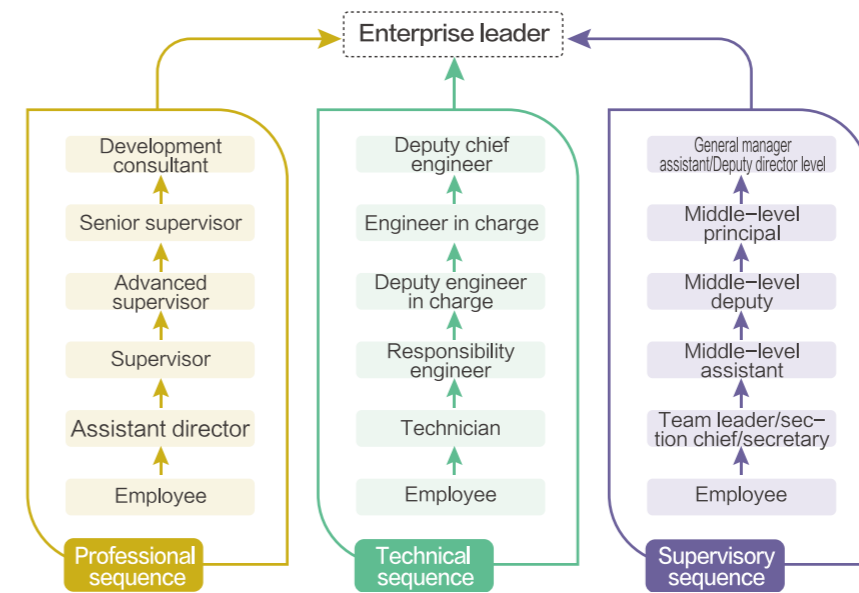 Enterprise leader
Development
consultant
Senior supervisor
Advanced
supervisor
Supervisor
Assistant director
Employee
Professional
sequence
Deputy chief
engineer
Engineer in charge
Deputy engineer
in charge
Responsibility
engineer
Technician
Employee
Technical
sequence
General manager
assistant/Deputy director level
Middle-level
principal
Middle-level
deputy
Middle-level
assistant
Team leader/sec-
tion chief/secretary
Employee
Supervisory
sequence